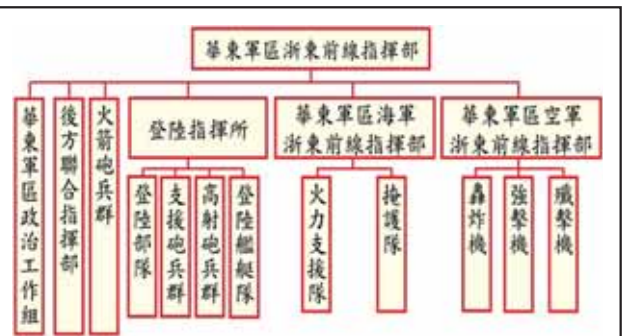 華東軍區浙東前線指揮部
華東軍區政治工作組
後方聯合指揮部
火箭砲兵群
登陸指揮所
華東軍區海軍
浙東前線指揮部
華東軍區空軍
浙東前線指揮部
登陸部隊
支援砲兵群
高射砲兵群
登陸艦艇隊
火力支援隊
掩護隊
轟炸機
強擊機
殲擊機